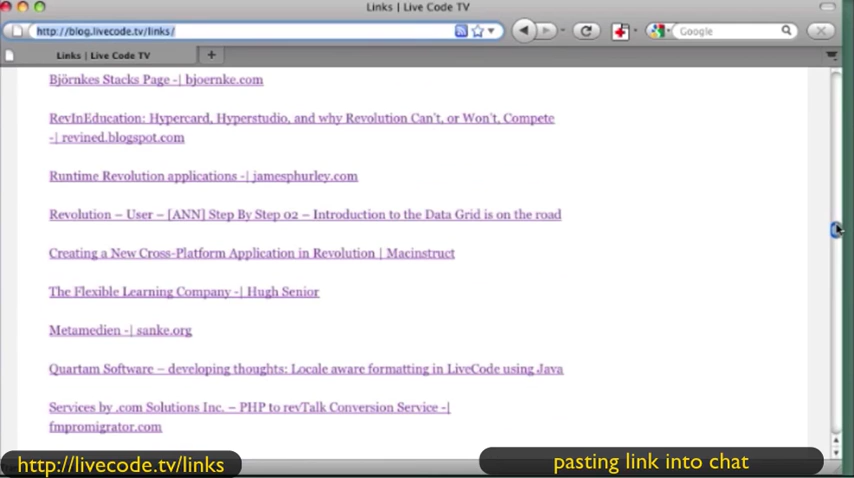 Links | Live Code TV
http://blog.livecode.tv/links/
Google
Links | Live Code TV
Björnkes Stacks Page -| bjoernke.com
RevInEducation: Hypercard, Hyperstudio, and why Revolution Can't, or Won't, Compete
-| revined.blogspot.com
Runtime Revolution applications -| jamesphurley.com
Revolution – User – [ANN] Step By Step 02 – Introduction to the Data Grid is on the road
Creating a New Cross-Platform Application in Revolution | Macinstruct
The Flexible Learning Company -| Hugh Senior
Metamedien -| sanke.org
Quartam Software – developing thoughts: Locale aware formatting in LiveCode using Java
Services by .com Solutions Inc. – PHP to revTalk Conversion Service -|
fmpromigrator.com
http://livecode.tv/links
pasting link into chat